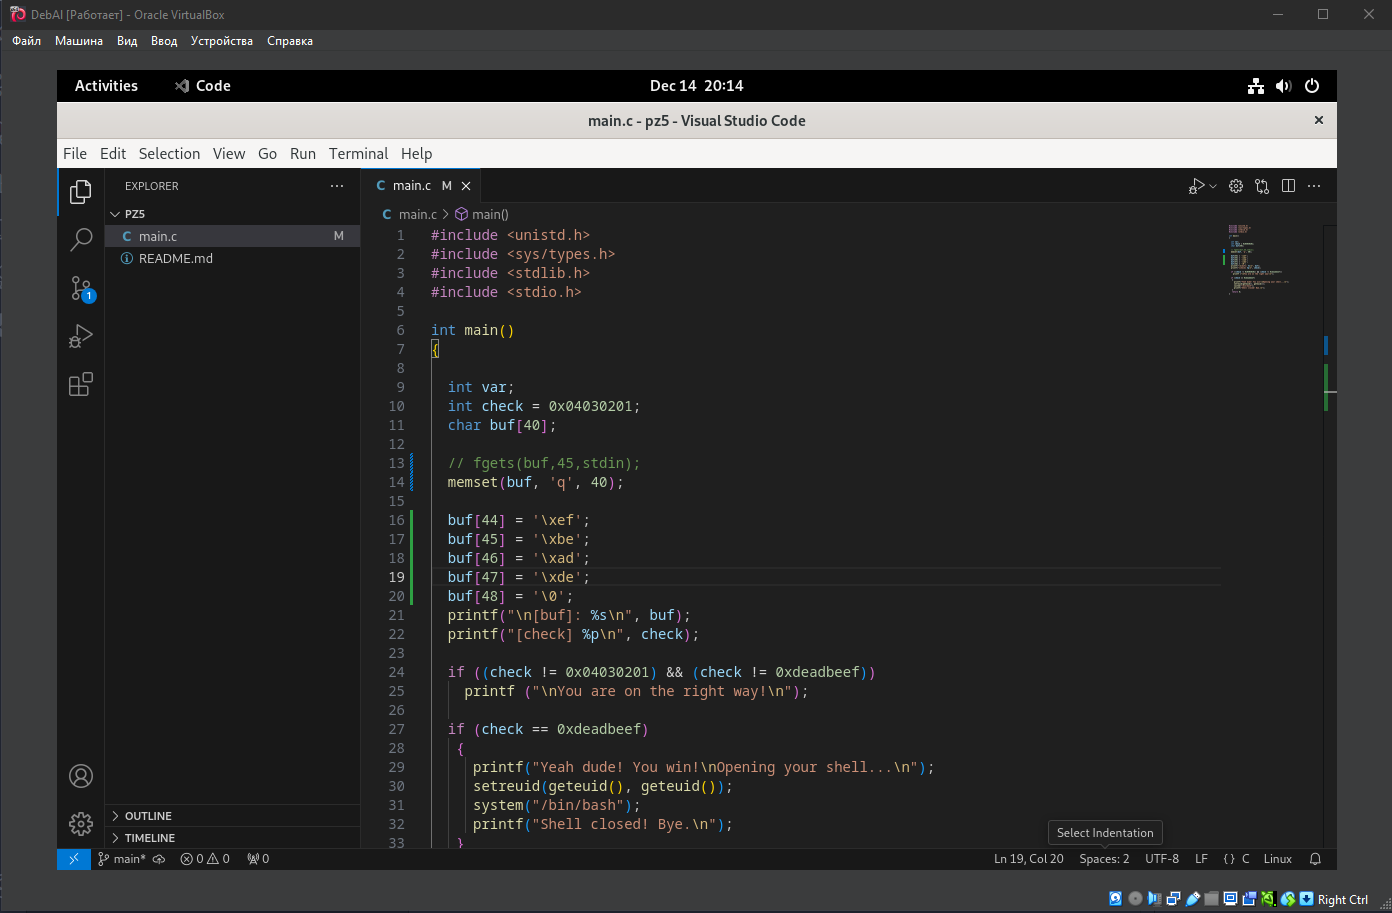 DebAI [Работает] - Oracle VirtualBox
Файл Машина Вид Ввод Устройства Справка
Activities Code Dec 14 20:14
main.c - pz5 - Visual Studio Code
File Edit Selection View Go Run Terminal Help
EXPLORER
PZ5
main.c M
README.md
OUTLINE
TIMELINE
1
main.c M
main.c > main()
1 #include <unistd.h>
2 #include <sys/types.h>
3 #include <stdlib.h>
4 #include <stdio.h>
5
6 int main()
7 {
8
9 int var;
10 int check = 0x04030201;
11 char buf[40];
12
13 // fgets(buf,45,stdin);
14 memset(buf, 'q', 40);
15
16 buf[44] = '\xef';
17 buf[45] = '\xbe';
18 buf[46] = '\xad';
19 buf[47] = '\xde';
20 buf[48] = '\0';
21 printf("\n[buf]: %s\n", buf);
22 printf("[check] %p\n", check);
23
24 if ((check != 0x04030201) && (check != 0xdeadbeef))
25 printf ("\nYou are on the right way!\n");
26
27 if (check == 0xdeadbeef)
28 {
29 printf("Yeah dude! You win!\nOpening your shell...\n");
30 setreuid(geteuid(), geteuid());
31 system("/bin/bash");
32 printf("Shell closed! Bye.\n");
33 }
Select Indentation
main* 0 0 0 Ln 19, Col 20 Spaces: 2 UTF-8 LF {} C Linux
Right Ctrl